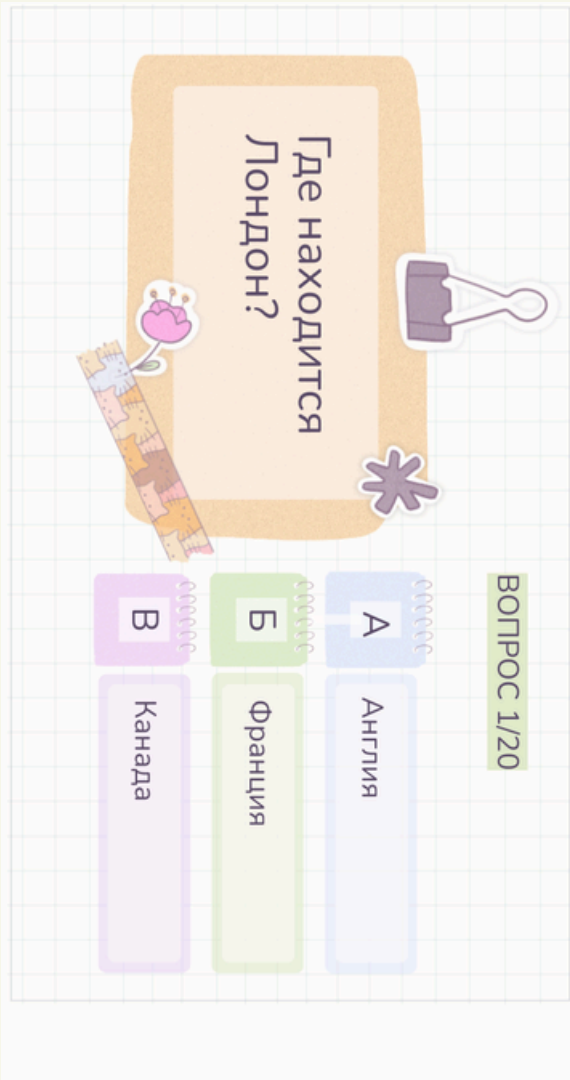 ВОПРОС 1/20
Где находится
Лондон?
А
Англия
Б
Франция
В
Канада